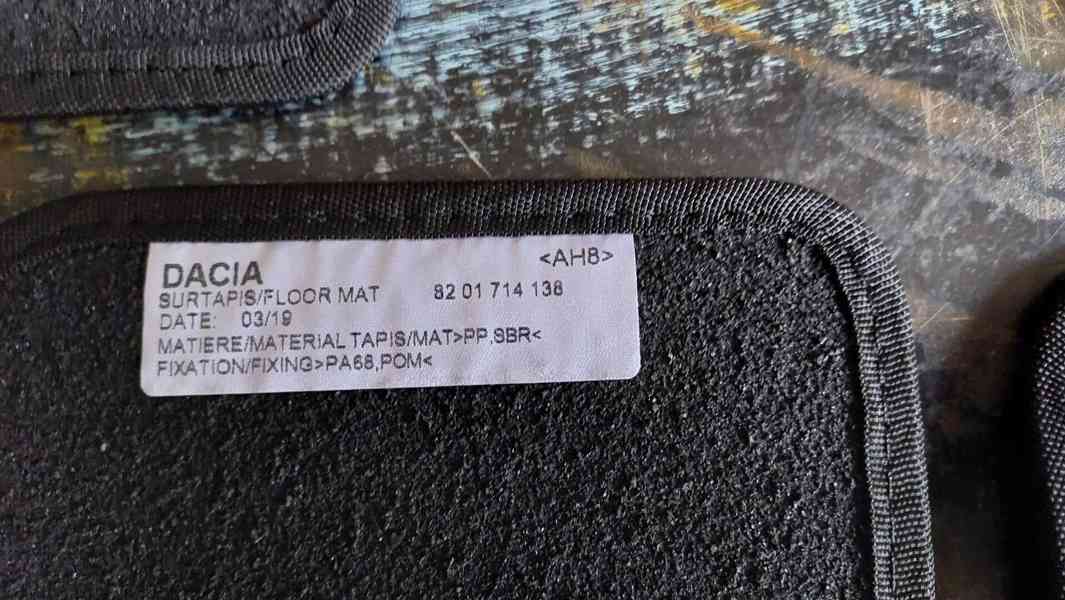 DACIA <AH8>
SURTAPIS/FLOOR MAT 82 01 714 138
DATE: 03/19
MATIERE/MATERIAL TAPIS/MAT>PP,SBR<
FIXATION/FIXING>PA66,POM<